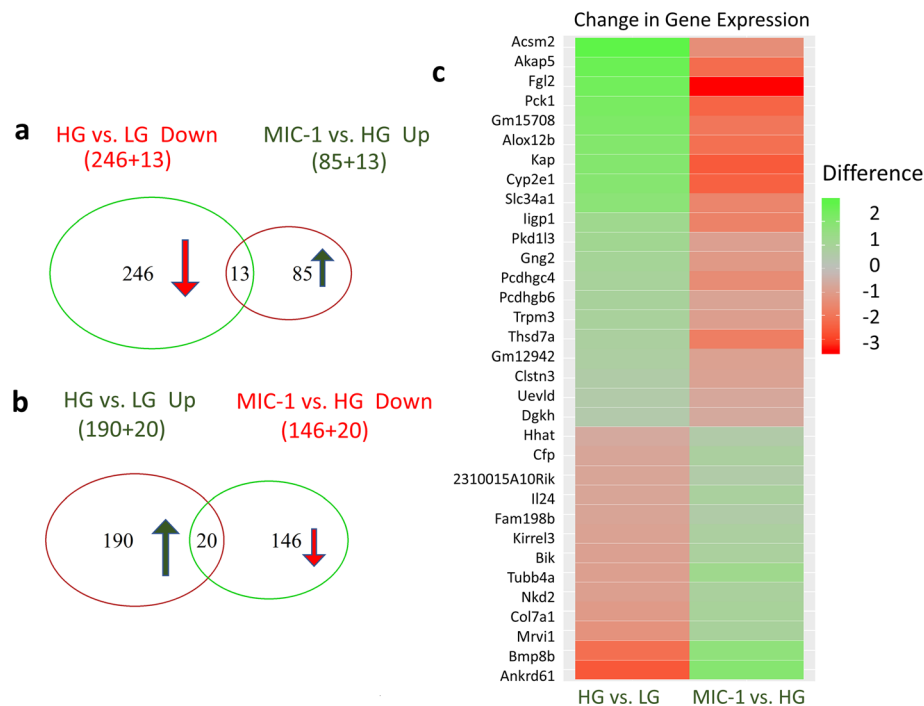 a
HG vs. LG Down
(246+13)
MIC-1 vs. HG Up
(85+13)
246
13
85
b
HG vs. LG Up
(190+20)
MIC-1 vs. HG Down
(146+20)
190
20
146
c
Change in Gene Expression
Acsm2
Akap5
Fgl2
Pck1
Gm15708
Alox12b
Kap
Cyp2e1
Slc34a1
Iigp1
Pkd1l3
Gng2
Pcdhgc4
Pcdhgb6
Trpm3
Thsd7a
Gm12942
Clstn3
Uevld
Dgkh
Hhat
Cfp
2310015A10Rik
Il24
Fam198b
Kirrel3
Bik
Tubb4a
Nkd2
Col7a1
Mrvi1
Bmp8b
Ankrd61
HG vs. LG
MIC-1 vs. HG
Difference
2
1
0
-1
-2
-3